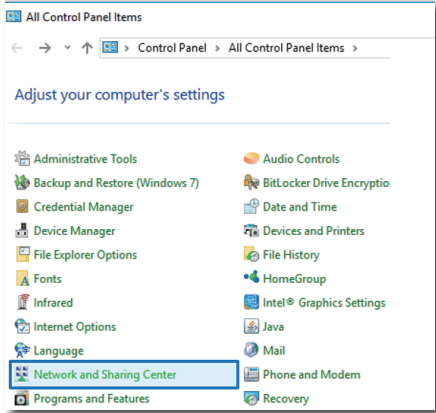 All Control Panel Items
Control Panel > All Control Panel Items >
Adjust your computer's settings
Administrative Tools
Audio Controls
Backup and Restore (Windows 7)
BitLocker Drive Encryptio
Credential Manager
Date and Time
Device Manager
Devices and Printers
File Explorer Options
File History
Fonts
HomeGroup
Infrared
Intel® Graphics Settings
Internet Options
Java
Language
Mail
Network and Sharing Center
Phone and Modem
Programs and Features
Recovery